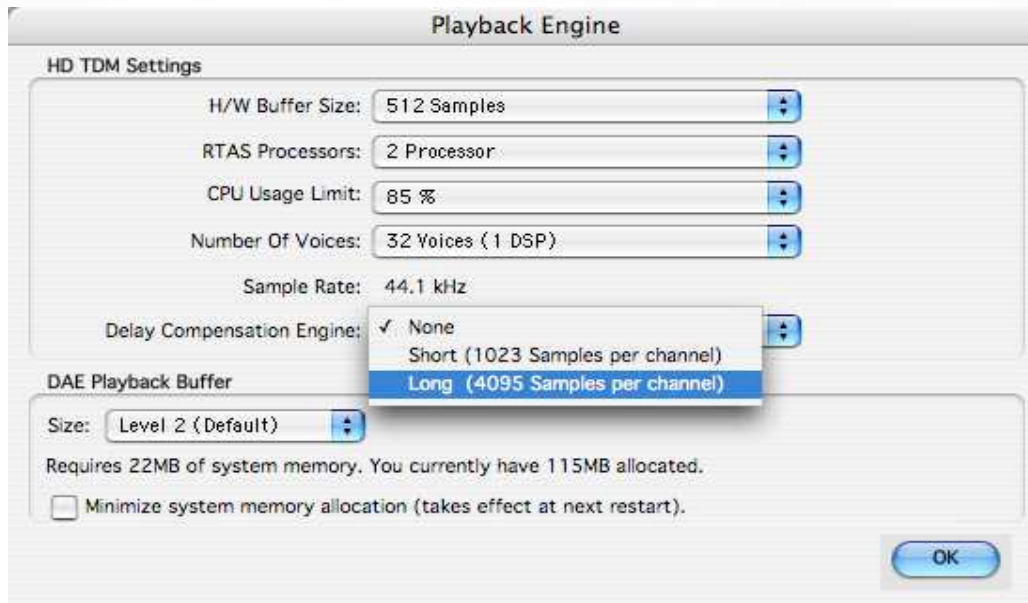 Playback Engine
HD TDM Settings
H/W Buffer Size: 512 Samples
RTAS Processors: 2 Processor
CPU Usage Limit: 85 %
Number Of Voices: 32 Voices (1 DSP)
Sample Rate: 44.1 kHz
Delay Compensation Engine: ✓ None
Short (1023 Samples per channel)
Long (4095 Samples per channel)
DAE Playback Buffer
Size: Level 2 (Default)
Requires 22MB of system memory. You currently have 115MB allocated.
Minimize system memory allocation (takes effect at next restart).
OK